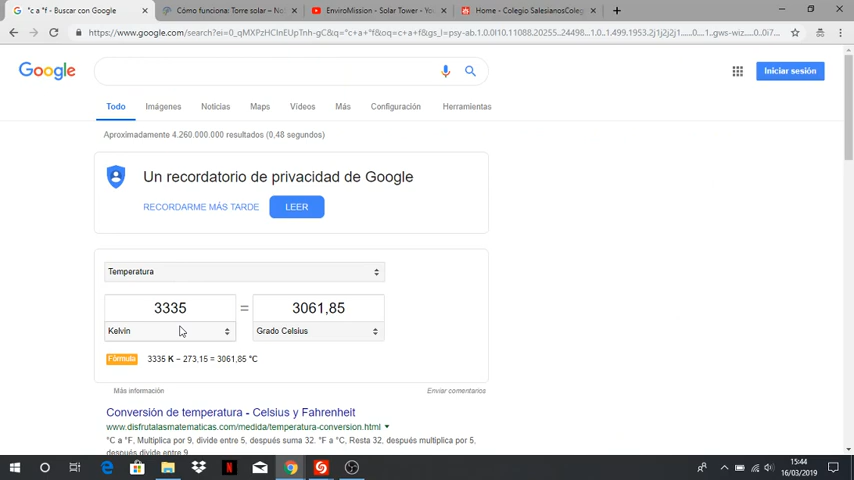 "c a "f - Buscar con Google
Cómo funciona: Torre solar – No
EnviroMission - Solar Tower - Yo
Home - Colegio SalesianosColeg
https://www.google.com/search?ei=0_qMXPzHCInEUpTnh-gC&q="c+a+"f&oq=c+a+f&gs_l=psy-ab.1.0.0l10.11088.20255..24498...1.0..1.499.1953.2j1j2j2j1......0....1..gws-wiz.....0..0i7...
Google
Iniciar sesión
Todo Imágenes Noticias Maps Vídeos Más Configuración Herramientas
Aproximadamente 4.260.000.000 resultados (0,48 segundos)
Un recordatorio de privacidad de Google
RECORDARME MÁS TARDE LEER
Temperatura
3335 = 3061,85
Kelvin Grado Celsius
Fórmula 3335 K − 273,15 = 3061,85 °C
Más información Enviar comentarios
Conversión de temperatura - Celsius y Fahrenheit
www.disfrutalasmatematicas.com/medida/temperatura-conversion.html
°C a °F, Multiplica por 9, divide entre 5, después suma 32. °F a °C, Resta 32, después multiplica por 5,
después divide entre 9.
15:44
16/03/2019